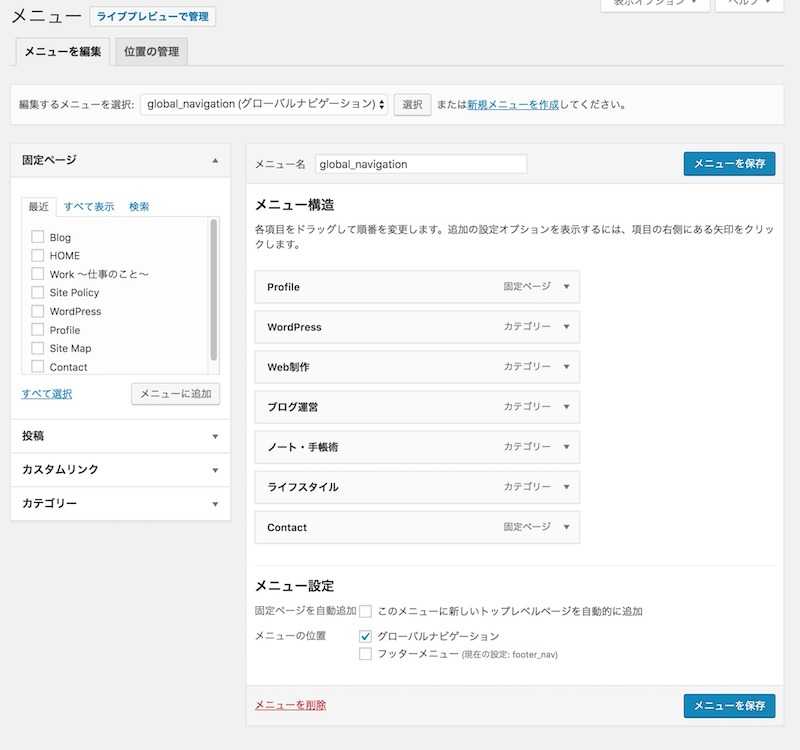 メニュー ライブプレビューで管理
表示オプション ▼ ヘルプ ▼
メニューを編集 位置の管理
編集するメニューを選択: global_navigation (グローバルナビゲーション) 選択 または新規メニューを作成してください。
固定ページ
最近 すべて表示 検索
Blog
HOME
Work 〜仕事のこと〜
Site Policy
WordPress
Profile
Site Map
Contact
すべて選択 メニューに追加
投稿
カスタムリンク
カテゴリー
メニュー名 global_navigation メニューを保存
メニュー構造
各項目をドラッグして順番を変更します。追加の設定オプションを表示するには、項目の右側にある矢印をクリッ
クします。
Profile 固定ページ
WordPress カテゴリー
Web制作 カテゴリー
ブログ運営 カテゴリー
ノート・手帳術 カテゴリー
ライフスタイル カテゴリー
Contact 固定ページ
メニュー設定
固定ページを自動追加 このメニューに新しいトップレベルページを自動的に追加
メニューの位置 グローバルナビゲーション
フッターメニュー (現在の設定: footer_nav)
メニューを削除 メニューを保存